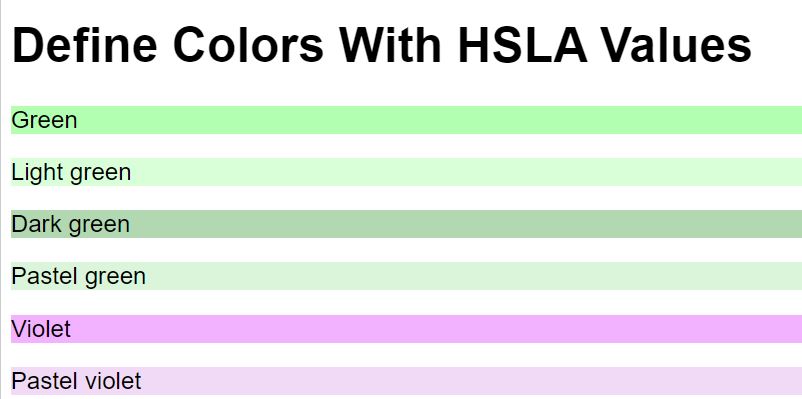 Define Colors With HSLA Values
Green
Light green
Dark green
Pastel green
Violet
Pastel violet